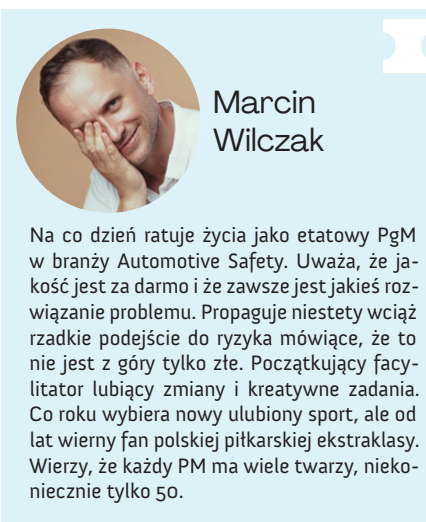 Marcin
Wilczak
Na co dzień ratuje życia jako etatowy PgM
w branży Automotive Safety. Uważa, że ja-
kość jest za darmo i że zawsze jest jakieś roz-
wiązanie problemu. Propaguje niestety wciąż
rzadkie podejście do ryzyka mówiące, że to
nie jest z góry tylko złe. Początkujący facy-
litator lubiący zmiany i kreatywne zadania.
Co roku wybiera nowy ulubiony sport, ale od
lat wierny fan polskiej piłkarskiej ekstraklasy.
Wierzy, że każdy PM ma wiele twarzy, nieko-
niecznie tylko 50.